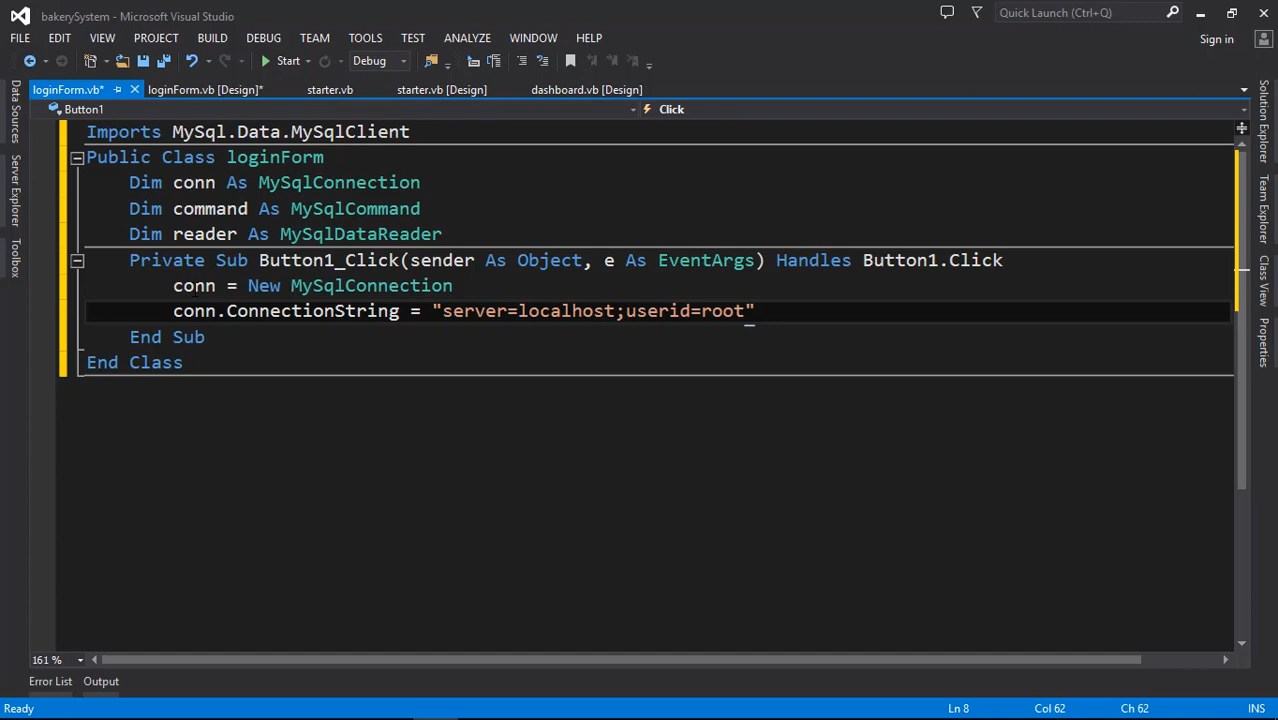 bakerySystem - Microsoft Visual Studio
Quick Launch (Ctrl+Q)
FILE EDIT VIEW PROJECT BUILD DEBUG TEAM TOOLS TEST ANALYZE WINDOW HELP
Sign in
Start Debug
loginForm.vb* loginForm.vb [Design]* starter.vb starter.vb [Design] dashboard.vb [Design]
Button1 Click
Data Sources
Server Explorer
Toolbox
Imports MySql.Data.MySqlClient
Public Class loginForm
Dim conn As MySqlConnection
Dim command As MySqlCommand
Dim reader As MySqlDataReader
Private Sub Button1_Click(sender As Object, e As EventArgs) Handles Button1.Click
conn = New MySqlConnection
conn.ConnectionString = "server=localhost;userid=root"
End Sub
End Class
Solution Explorer
Team Explorer
Class View
Properties
161 %
Error List Output
Ready Ln 8 Col 62 Ch 62 INS